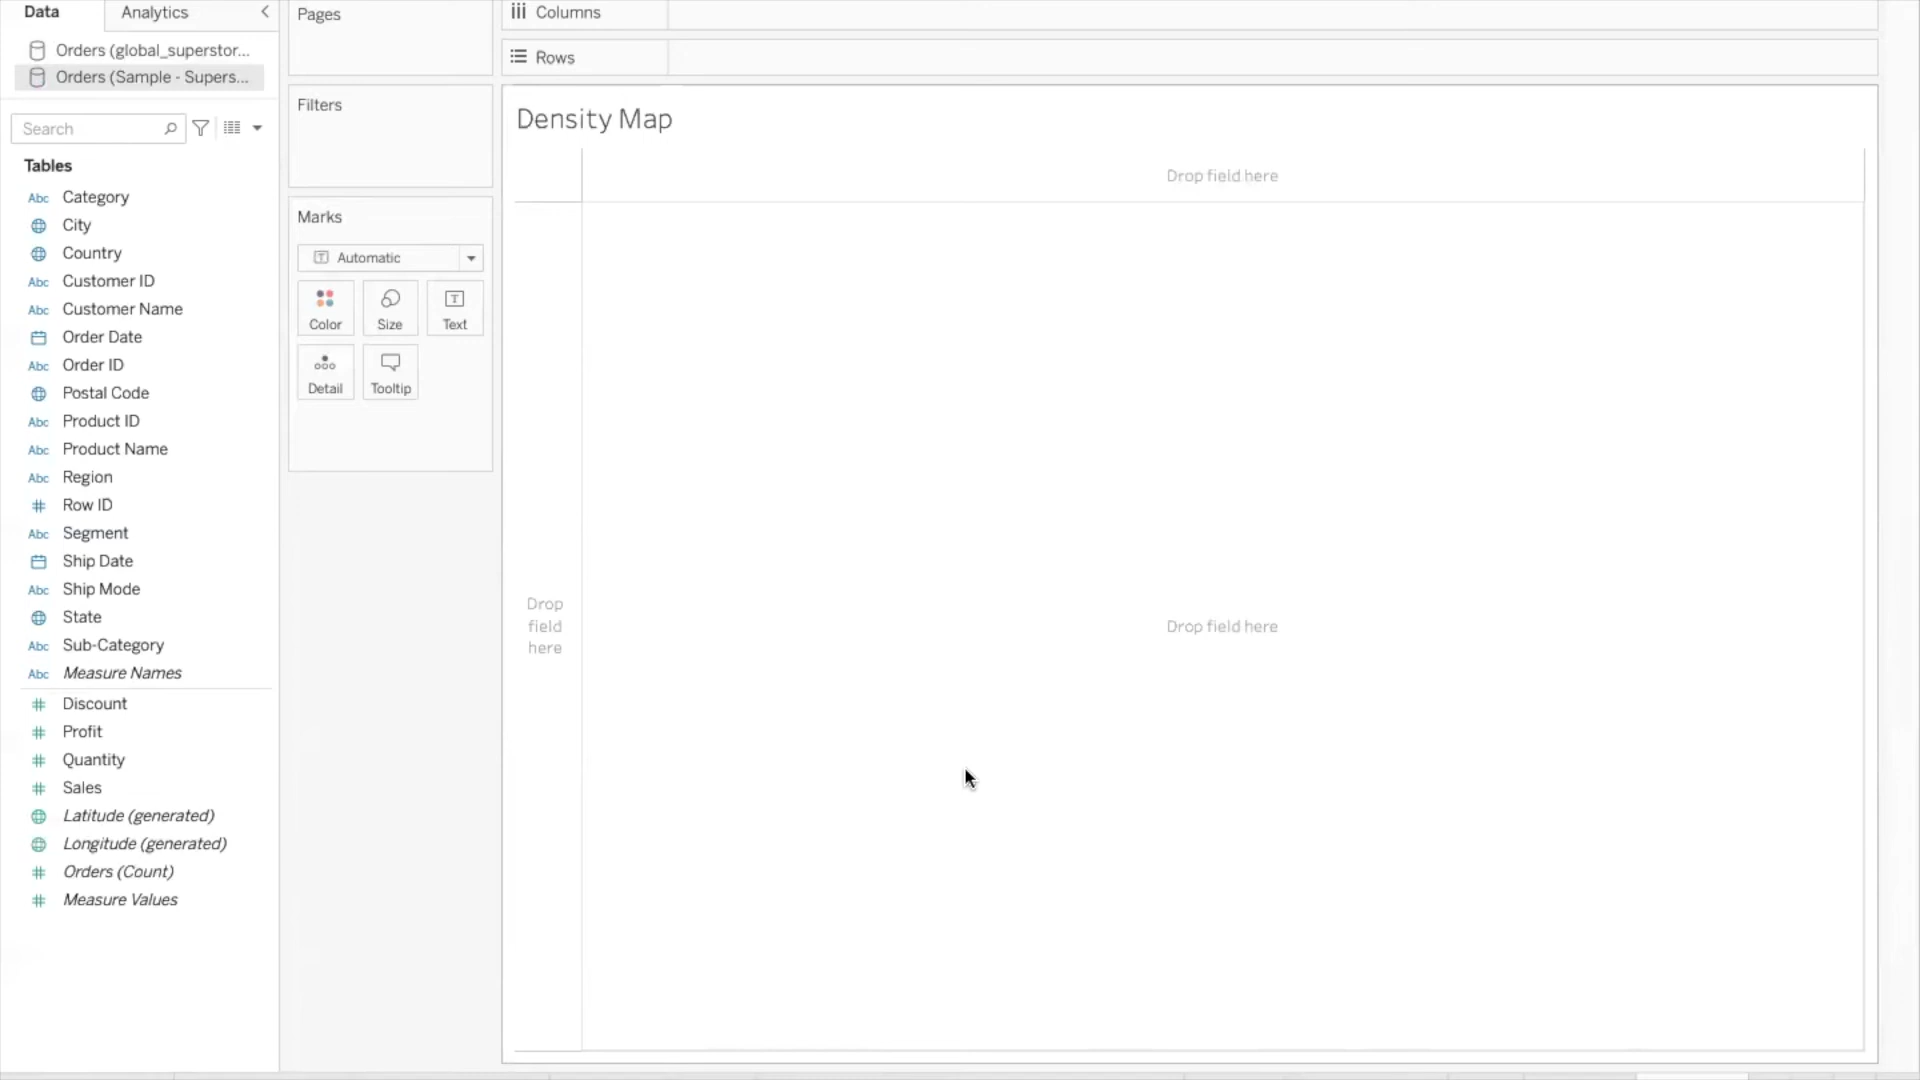 Data
Analytics
Orders (global_superstor...
Orders (Sample - Supers...
Search
Tables
Abc Category
City
Country
Abc Customer ID
Abc Customer Name
Order Date
Abc Order ID
Postal Code
Abc Product ID
Abc Product Name
Abc Region
# Row ID
Abc Segment
Ship Date
Abc Ship Mode
State
Abc Sub-Category
Abc Measure Names
# Discount
# Profit
# Quantity
# Sales
Latitude (generated)
Longitude (generated)
# Orders (Count)
# Measure Values
Pages
Filters
Marks
T Automatic
Color
Size
T
Text
Detail
Tooltip
Columns
Rows
Density Map
Drop field here
Drop
field
here
Drop field here